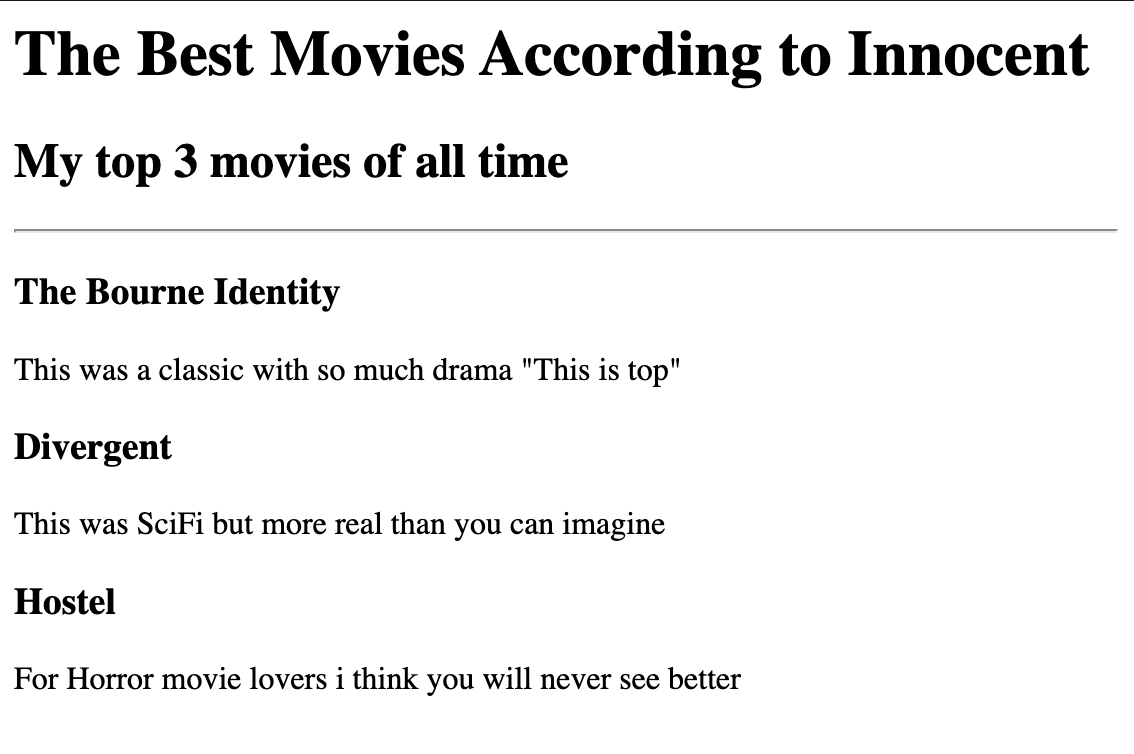 The Best Movies According to Innocent
My top 3 movies of all time
The Bourne Identity
This was a classic with so much drama "This is top"
Divergent
This was SciFi but more real than you can imagine
Hostel
For Horror movie lovers i think you will never see better